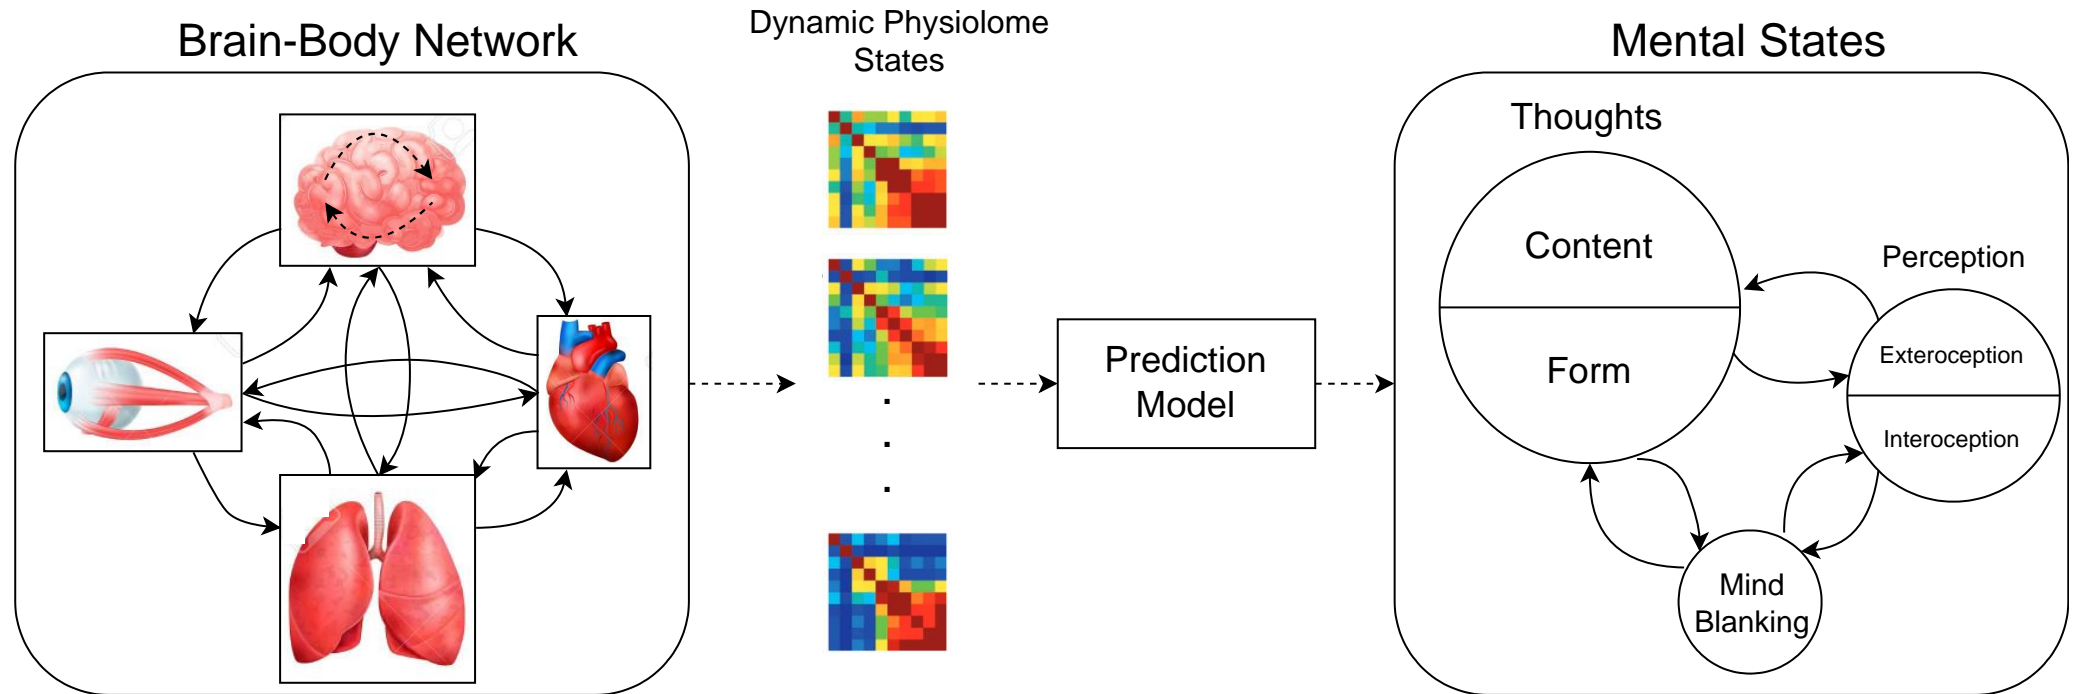 Brain-Body Network
Dynamic Physiolome
States
Mental States
Thoughts
Content
Form
Perception
Exteroception
Interoception
Mind
Blanking
Prediction
Model